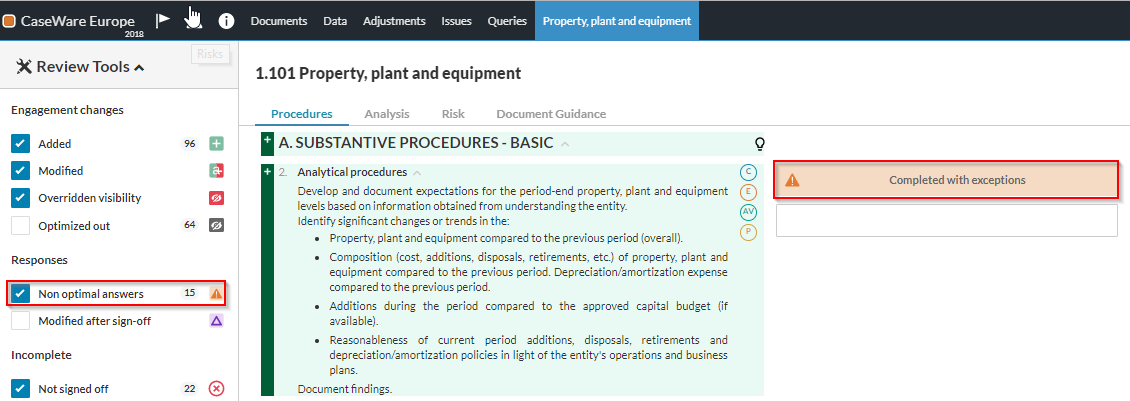 CaseWare Europe
2018
Documents Data Adjustments Issues Queries Property, plant and equipment
Risks
Review Tools
Engagement changes
Added 96
Modified
Overridden visibility
Optimized out 64
Responses
Non optimal answers 15
Modified after sign-off
Incomplete
Not signed off 22
1.101 Property, plant and equipment
Procedures Analysis Risk Document Guidance
A. SUBSTANTIVE PROCEDURES - BASIC
2. Analytical procedures
Develop and document expectations for the period-end property, plant and equipment
levels based on information obtained from understanding the entity.
Identify significant changes or trends in the:
• Property, plant and equipment compared to the previous period (overall).
• Composition (cost, additions, disposals, retirements, etc.) of property, plant and
equipment compared to the previous period. Depreciation/amortization expense
compared to the previous period.
• Additions during the period compared to the approved capital budget (if
available).
• Reasonableness of current period additions, disposals, retirements and
depreciation/amortization policies in light of the entity's operations and business
plans.
Document findings.
C
E
AV
P
Completed with exceptions